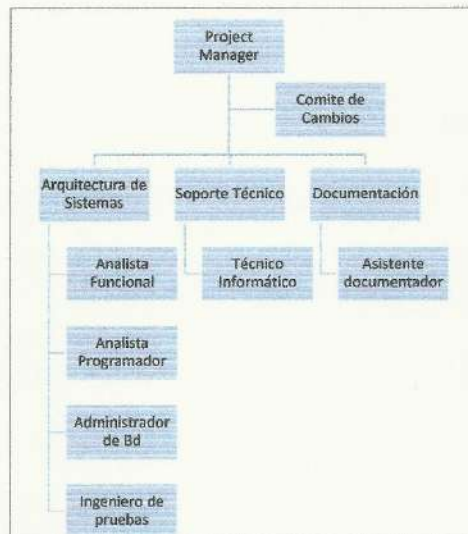 Project
Manager
Comite de
Cambios
Arquitectura de
Sistemas
Soporte Técnico
Documentación
Analista
Funcional
Técnico
Informático
Asistente
documentador
Analista
Programador
Administrador
de Bd
Ingeniero de
pruebas